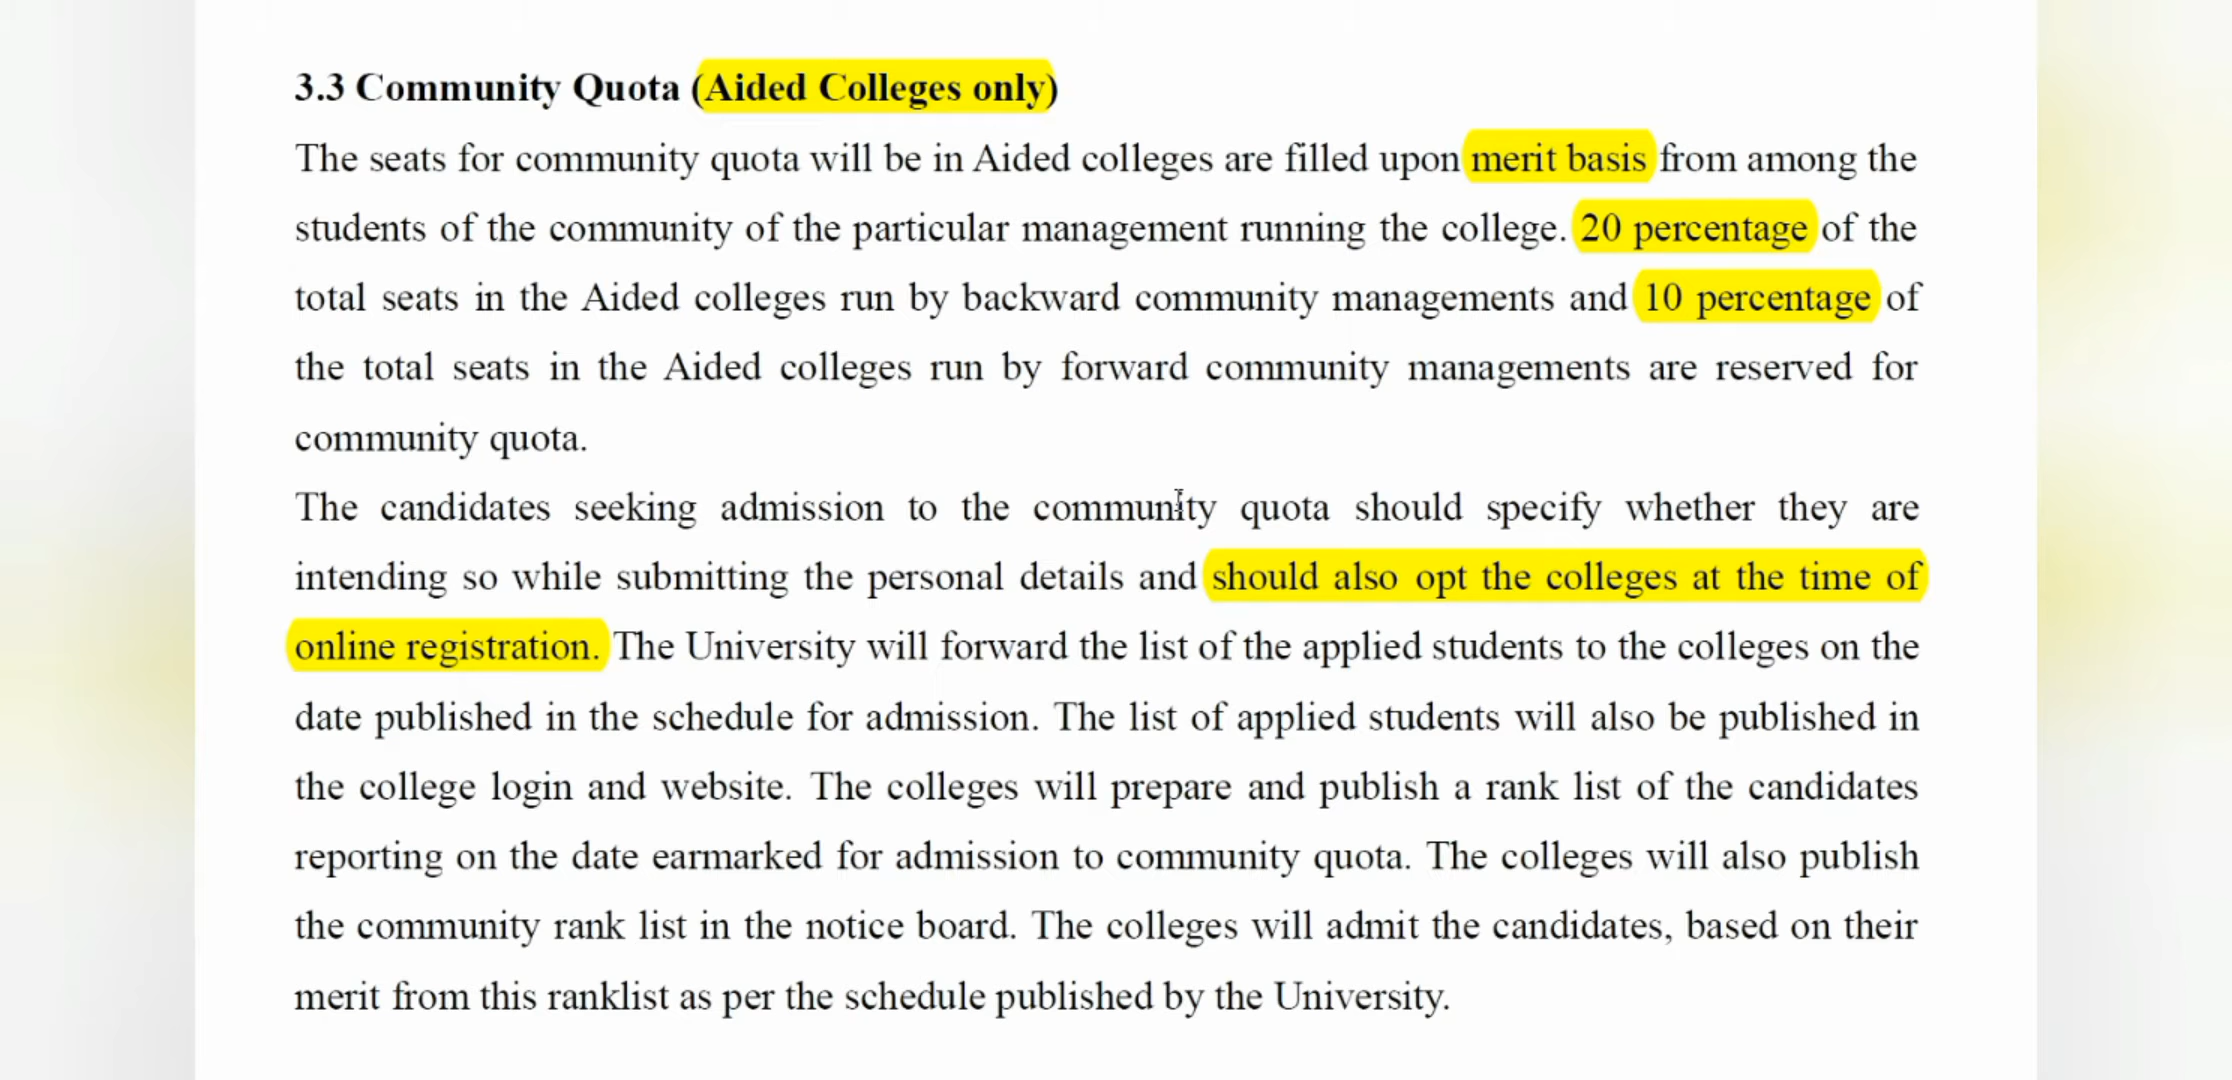 3.3 Community Quota (Aided Colleges only)
The seats for community quota will be in Aided colleges are filled upon merit basis from among the
students of the community of the particular management running the college. 20 percentage of the
total seats in the Aided colleges run by backward community managements and 10 percentage of
the total seats in the Aided colleges run by forward community managements are reserved for
community quota.
The candidates seeking admission to the community quota should specify whether they are
intending so while submitting the personal details and should also opt the colleges at the time of
online registration. The University will forward the list of the applied students to the colleges on the
date published in the schedule for admission. The list of applied students will also be published in
the college login and website. The colleges will prepare and publish a rank list of the candidates
reporting on the date earmarked for admission to community quota. The colleges will also publish
the community rank list in the notice board. The colleges will admit the candidates, based on their
merit from this ranklist as per the schedule published by the University.